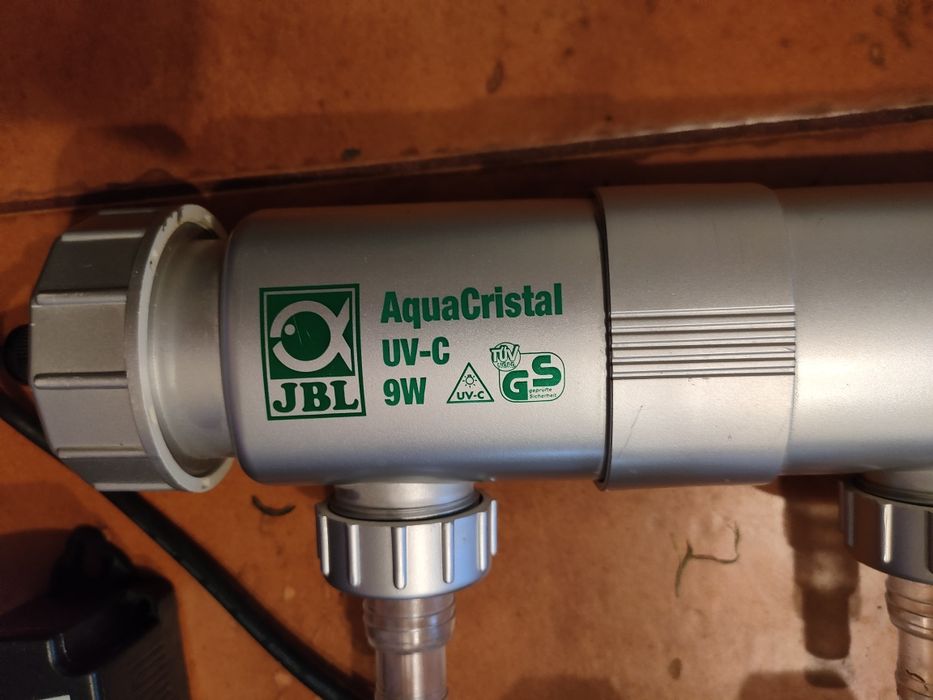 JBL
AquaCristal
UV-C
9W
UV-C
TÜV
GS
geprüfte
Sicherheit